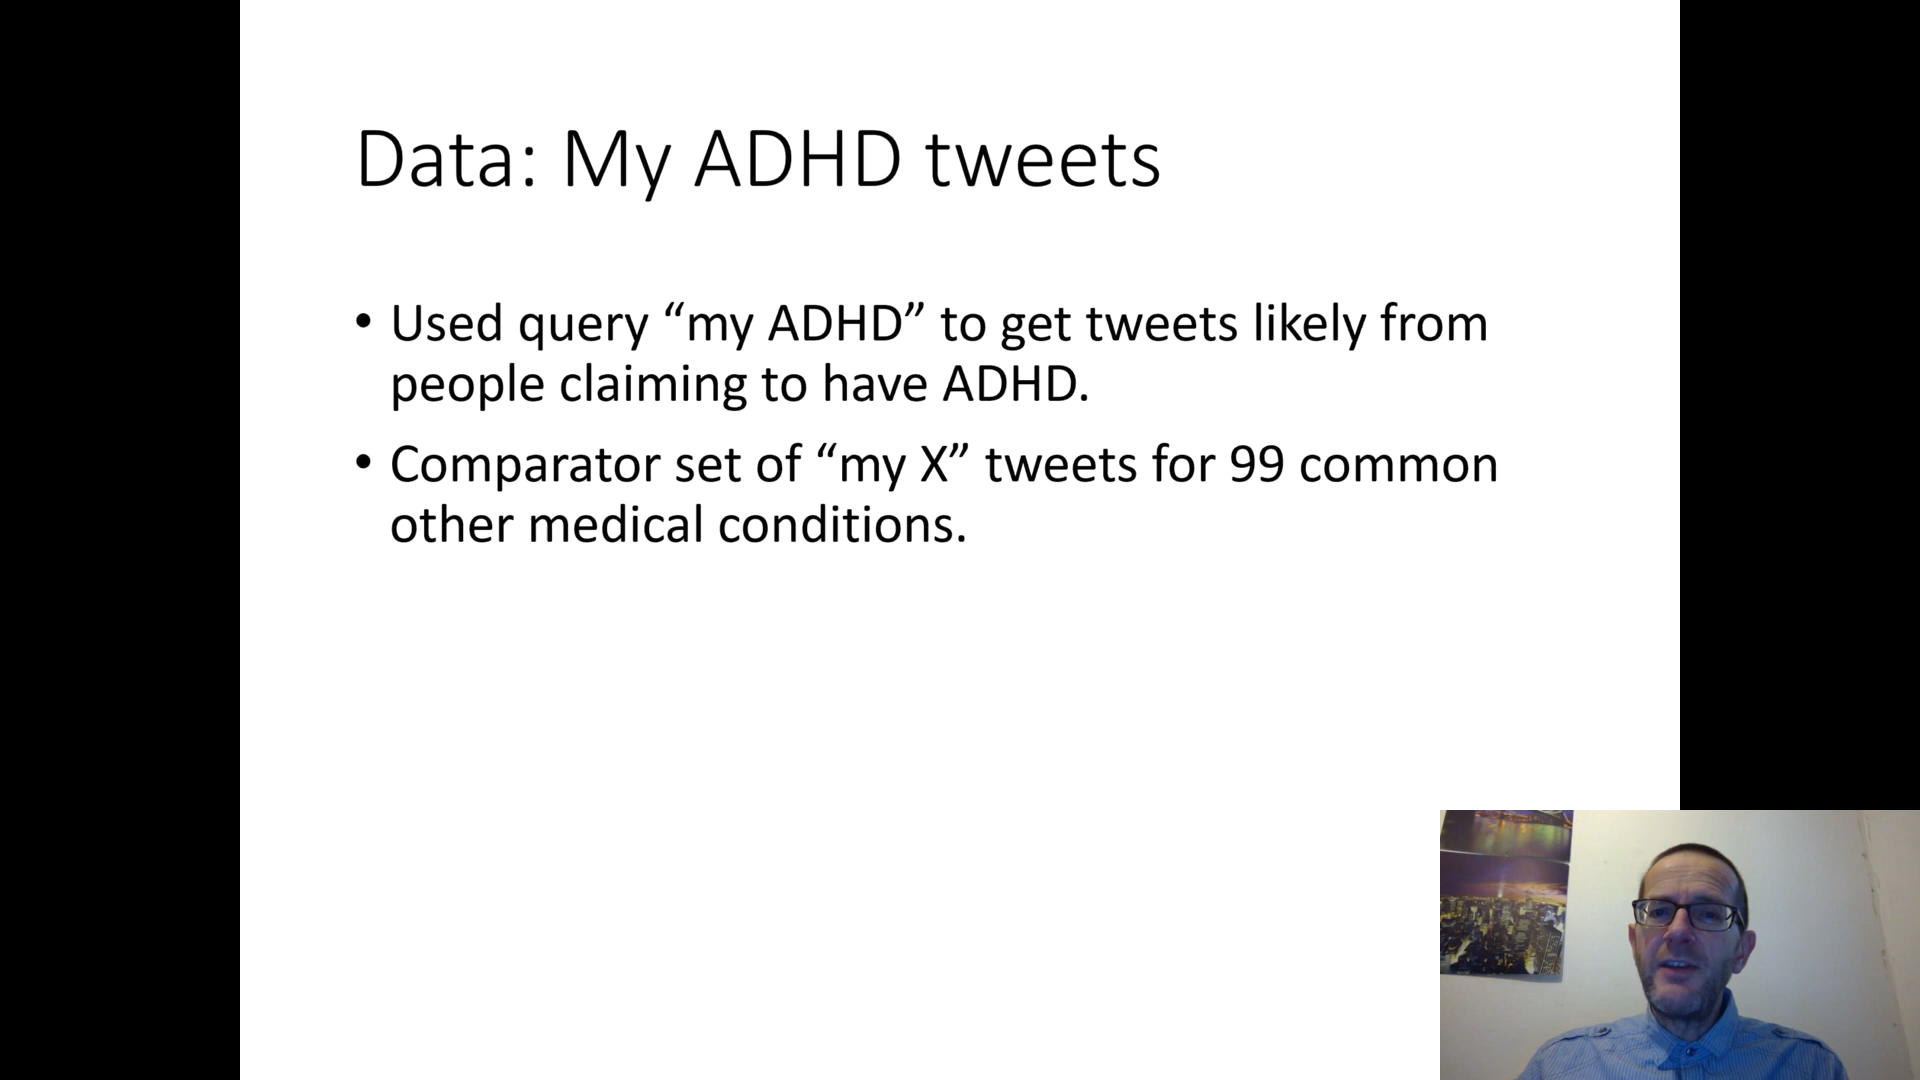 Data: My ADHD tweets
• Used query “my ADHD” to get tweets likely from
people claiming to have ADHD.
• Comparator set of “my X” tweets for 99 common
other medical conditions.